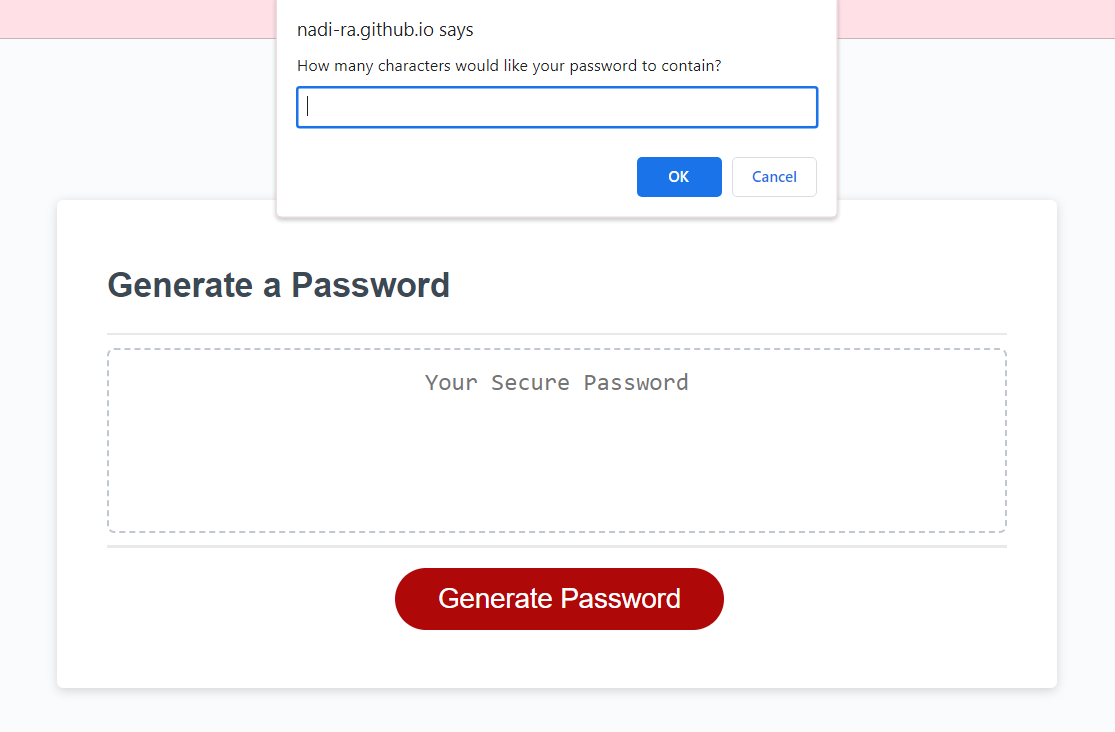 nadi-ra.github.io says
How many characters would like your password to contain?
OK
Cancel
Generate a Password
Your Secure Password
Generate Password